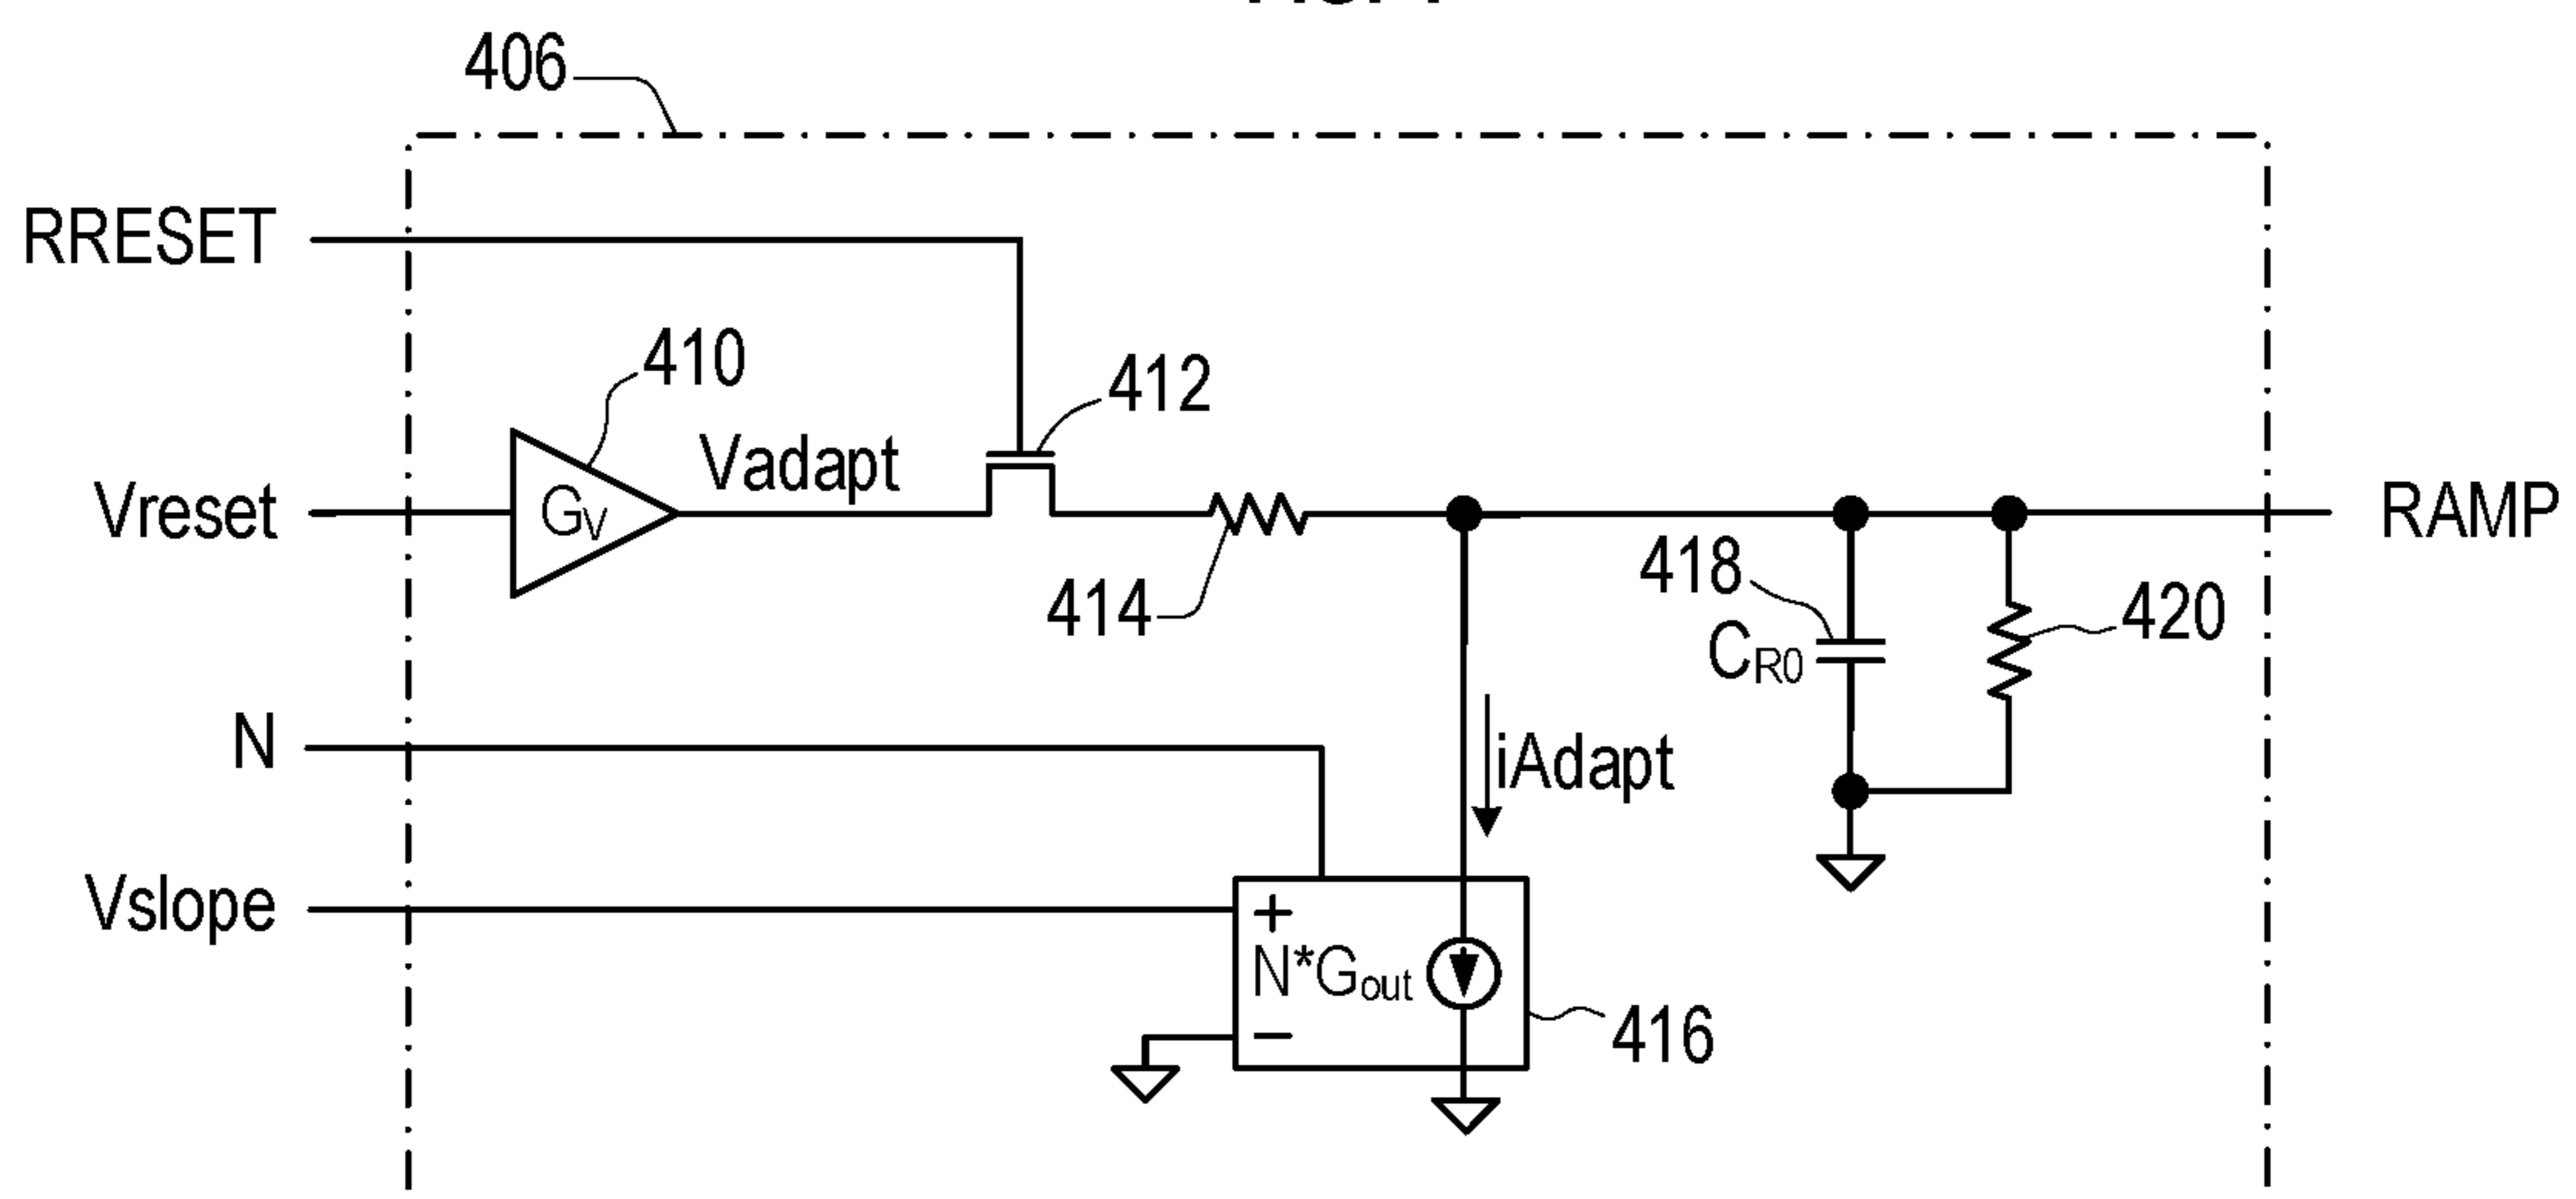 406
RRESET
410
412
Vadapt
Vreset
GV
RAMP
414
418
CR0
420
N
iAdapt
Vslope
+
N*Gout
−
416